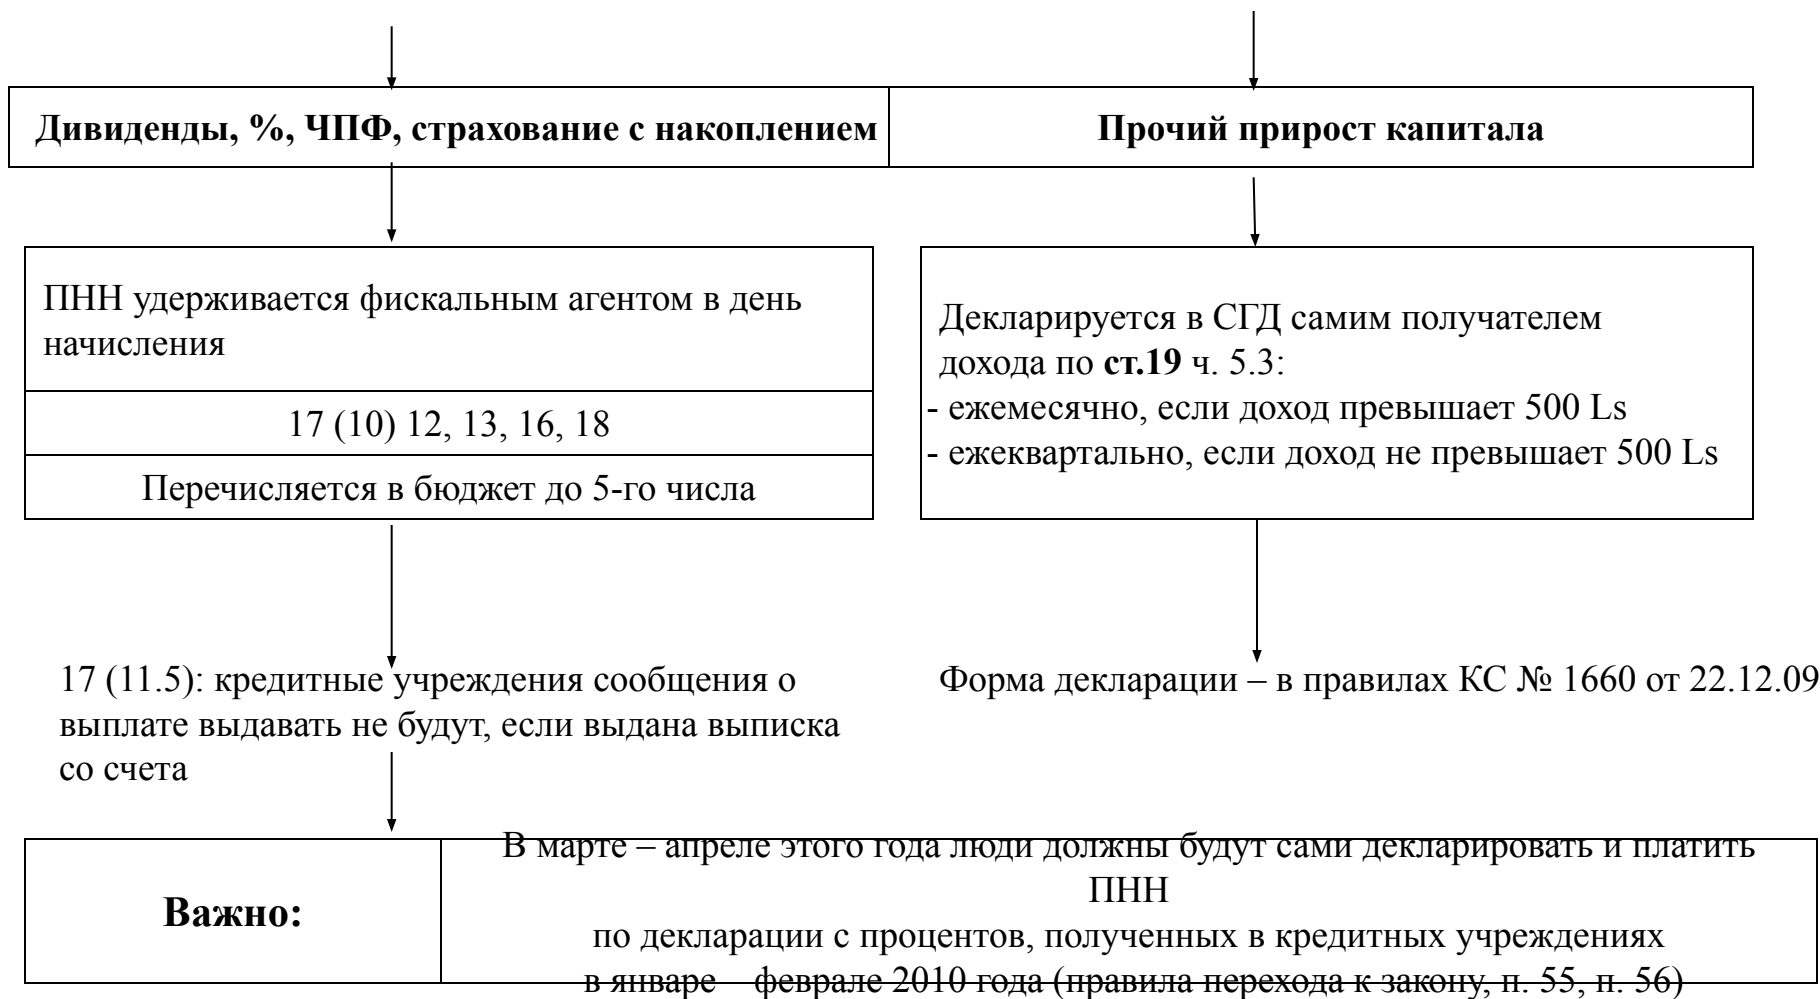 Дивиденды, %, ЧПФ, страхование с накоплением
Прочий прирост капитала
ПНН удерживается фискальным агентом в день
начисления
17 (10) 12, 13, 16, 18
Перечисляется в бюджет до 5-го числа
Декларируется в СГД самим получателем
дохода по ст.19 ч. 5.3:
- ежемесячно, если доход превышает 500 Ls
- ежеквартально, если доход не превышает 500 Ls
17 (11.5): кредитные учреждения сообщения о
выплате выдавать не будут, если выдана выписка
со счета
Форма декларации – в правилах КС № 1660 от 22.12.09
Важно:
В марте – апреле этого года люди должны будут сами декларировать и платить
ПНН
по декларации с процентов, полученных в кредитных учреждениях
в январе – феврале 2010 года (правила перехода к закону, п. 55, п. 56)